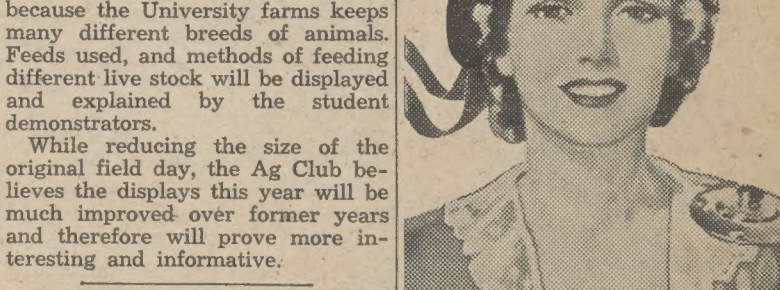 because the University farms keeps
many different breeds of animals.
Feeds used, and methods of feeding
different live stock will be displayed
and explained by the student
demonstrators.
While reducing the size of the
original field day, the Ag Club be-
lieves the displays this year will be
much improved over former years
and therefore will prove more in-
teresting and informative.